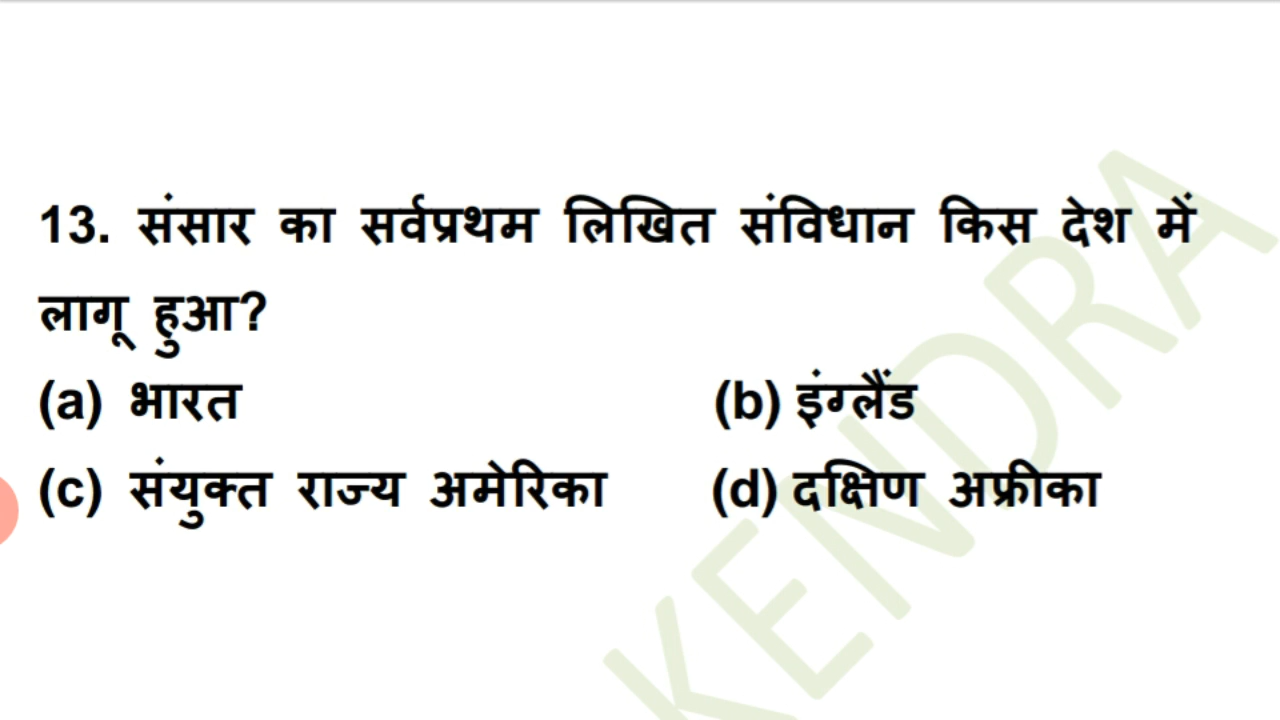 13. संसार का सर्वप्रथम लिखित संविधान किस देश में
लागू हुआ?
(a) भारत (b) इंग्लैंड
(c) संयुक्त राज्य अमेरिका (d) दक्षिण अफ्रीका
KENDRA